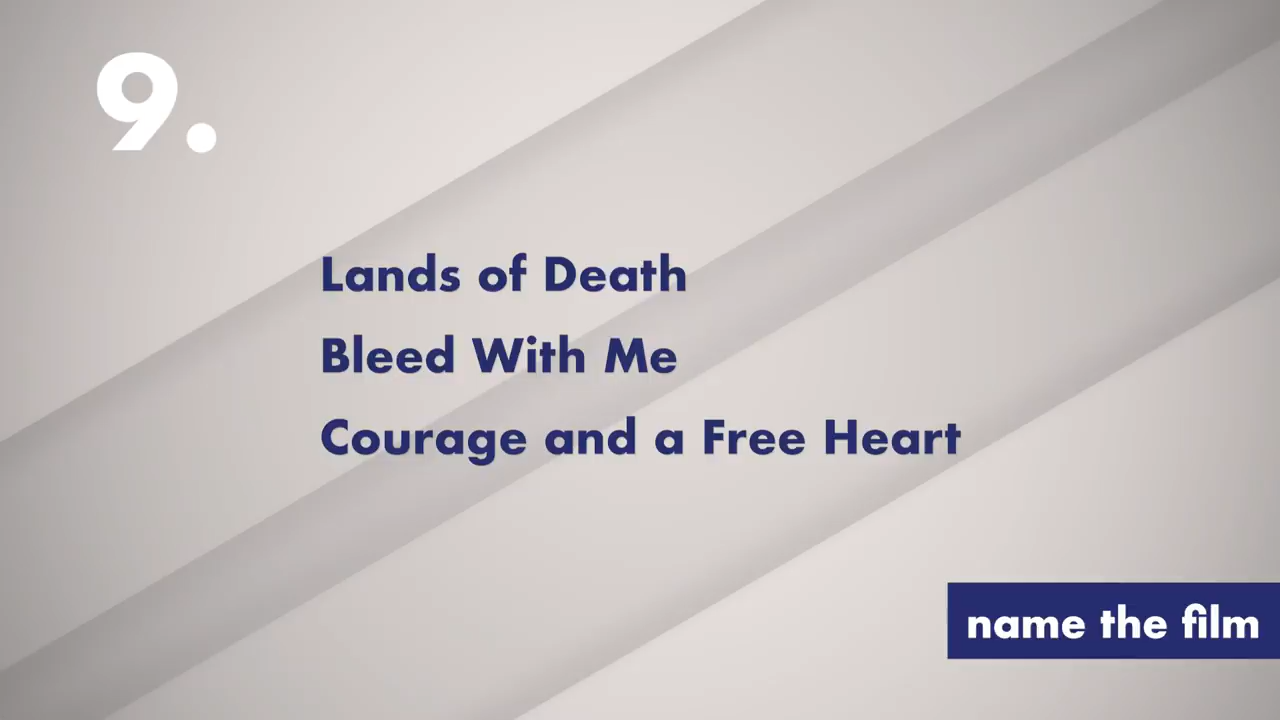 9.
Lands of Death
Bleed With Me
Courage and a Free Heart
name the film